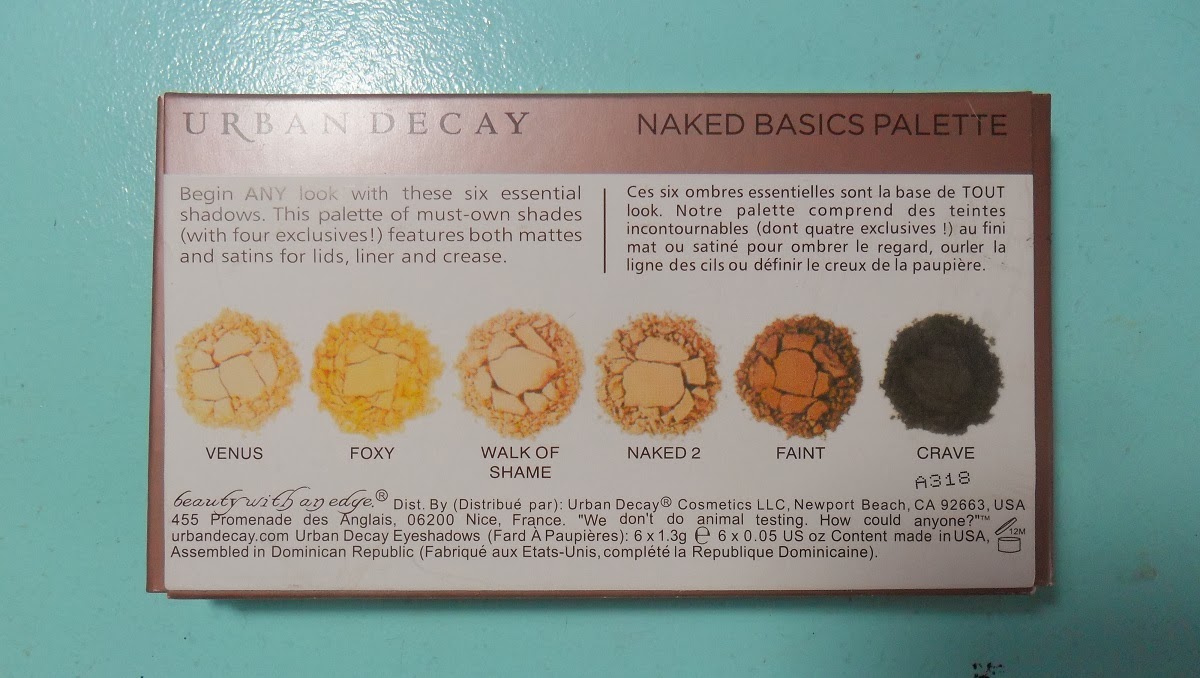 URBAN DECAY
NAKED BASICS PALETTE
Begin ANY look with these six essential
shadows. This palette of must-own shades
(with four exclusives!) features both mattes
and satins for lids, liner and crease.
Ces six ombres essentielles sont la base de TOUT
look. Notre palette comprend des teintes
incontournables (dont quatre exclusives !) au fini
mat ou satiné pour ombrer le regard, ourler la
ligne des cils ou définir le creux de la paupière.
VENUS
FOXY
WALK OF
SHAME
NAKED 2
FAINT
CRAVE
A318
beauty with an edge.® Dist. By (Distribué par): Urban Decay® Cosmetics LLC, Newport Beach, CA 92663, USA
455 Promenade des Anglais, 06200 Nice, France. "We don't do animal testing. How could anyone?"™
urbandecay.com Urban Decay Eyeshadows (Fard À Paupières): 6 x 1.3g ℮ 6 x 0.05 US oz Content made in USA,
Assembled in Dominican Republic (Fabriqué aux Etats-Unis, complété la Republique Dominicaine).
12M